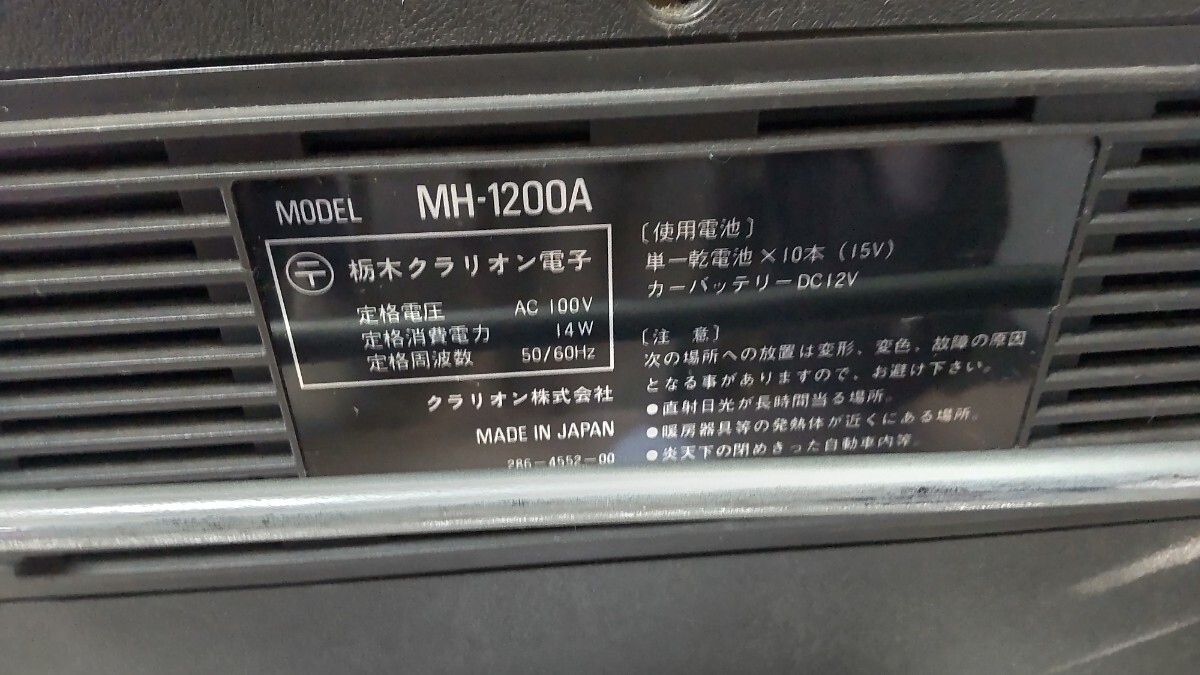 MODEL MH-1200A
〒 栃木クラリオン電子
定格電圧 AC 100V
定格消費電力 14W
定格周波数 50/60Hz
クラリオン株式会社
MADE IN JAPAN
286-4552-00
〔使用電池〕
単一乾電池×10本(15V)
カーバッテリーDC12V
〔注 意〕
次の場所への放置は変形、変色、故障の原因
となる事がありますので、お避け下さい。
●直射日光が長時間当る場所。
●暖房器具等の発熱体が近くにある場所。
●炎天下の閉めきった自動車内等。